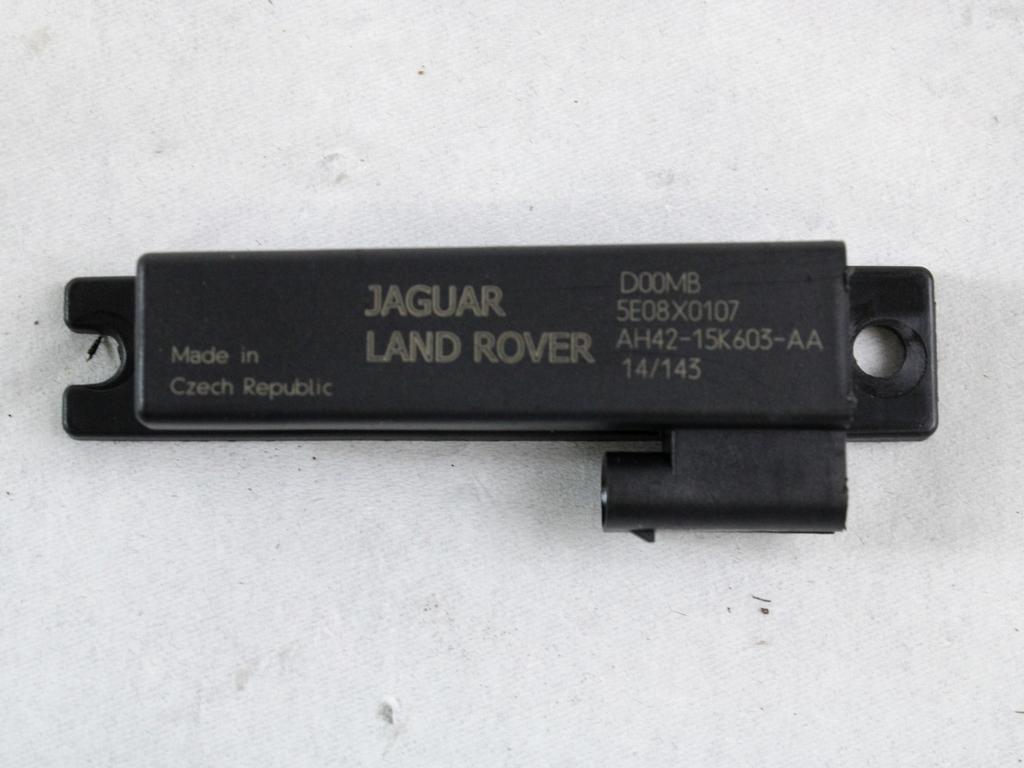 Made in
Czech Republic
JAGUAR
LAND ROVER
D00MB
5E08X0107
AH42-15K603-AA
14/143